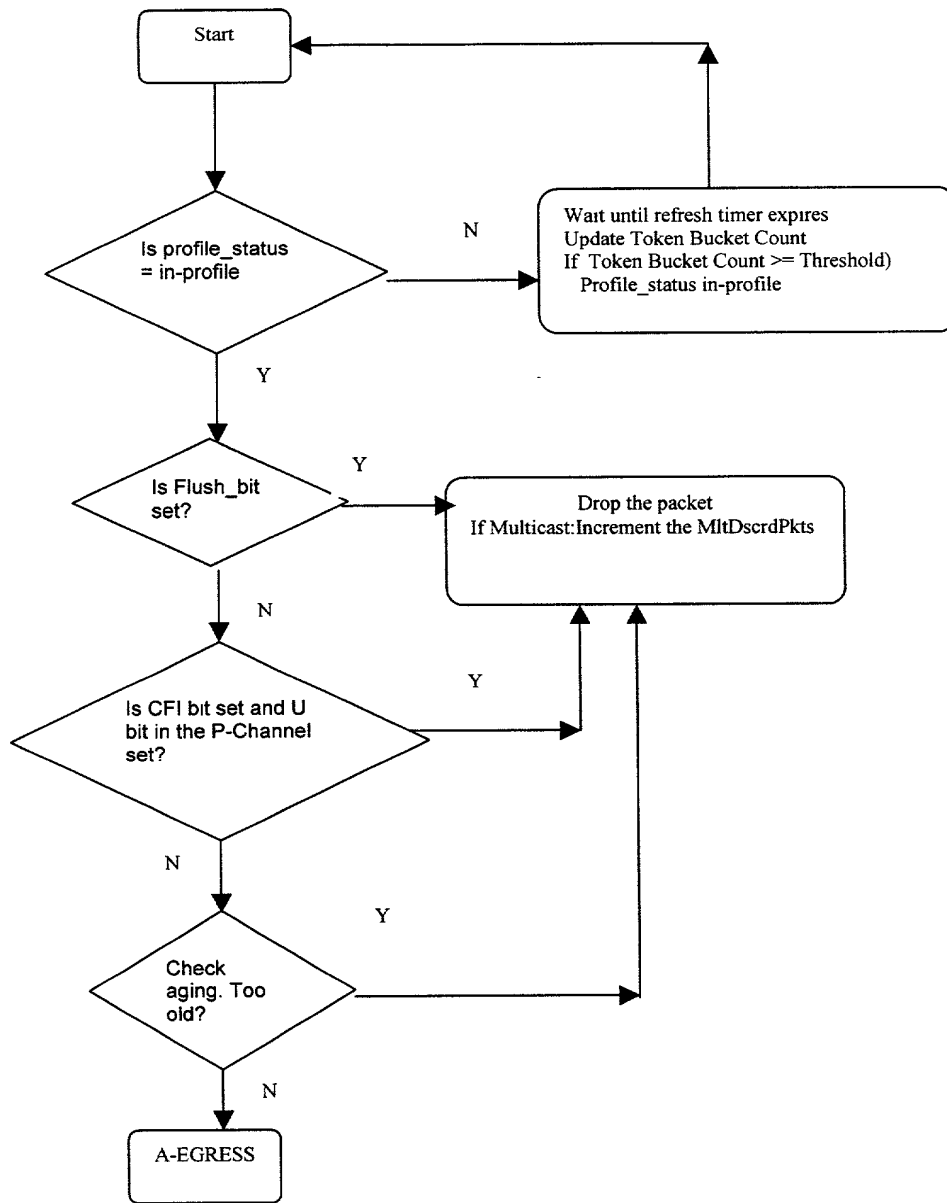 Start
Is profile_status
= in-profile
N
Wait until refresh timer expires
Update Token Bucket Count
If Token Bucket Count >= Threshold)
Profile_status in-profile
Y
Is Flush_bit
set?
Y
Drop the packet
If Multicast:Increment the MltDscrdPkts
N
Is CFI bit set and U
bit in the P-Channel
set?
Y
N
Check
aging. Too
old?
Y
N
A-EGRESS